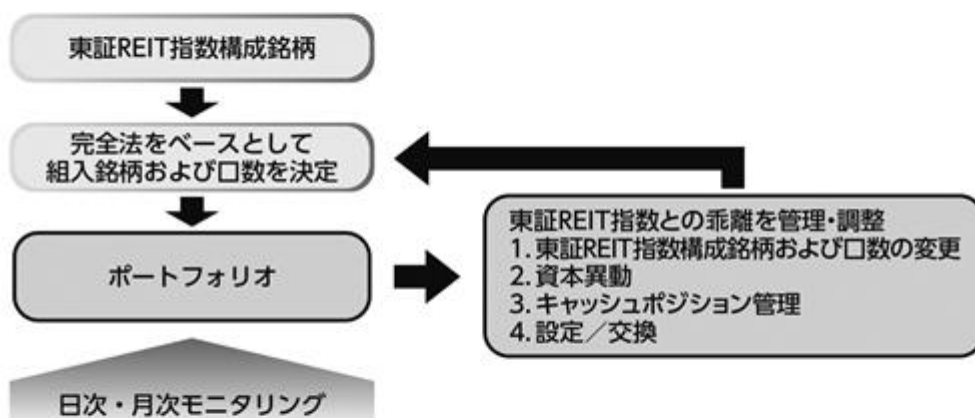 東証REIT指数構成銘柄
完全法をベースとして
組入銘柄および口数を決定
ポートフォリオ
日次・月次モニタリング
東証REIT指数との乖離を管理・調整
1. 東証REIT指数構成銘柄および口数の変更
2. 資本異動
3. キャッシュポジション管理
4. 設定／交換